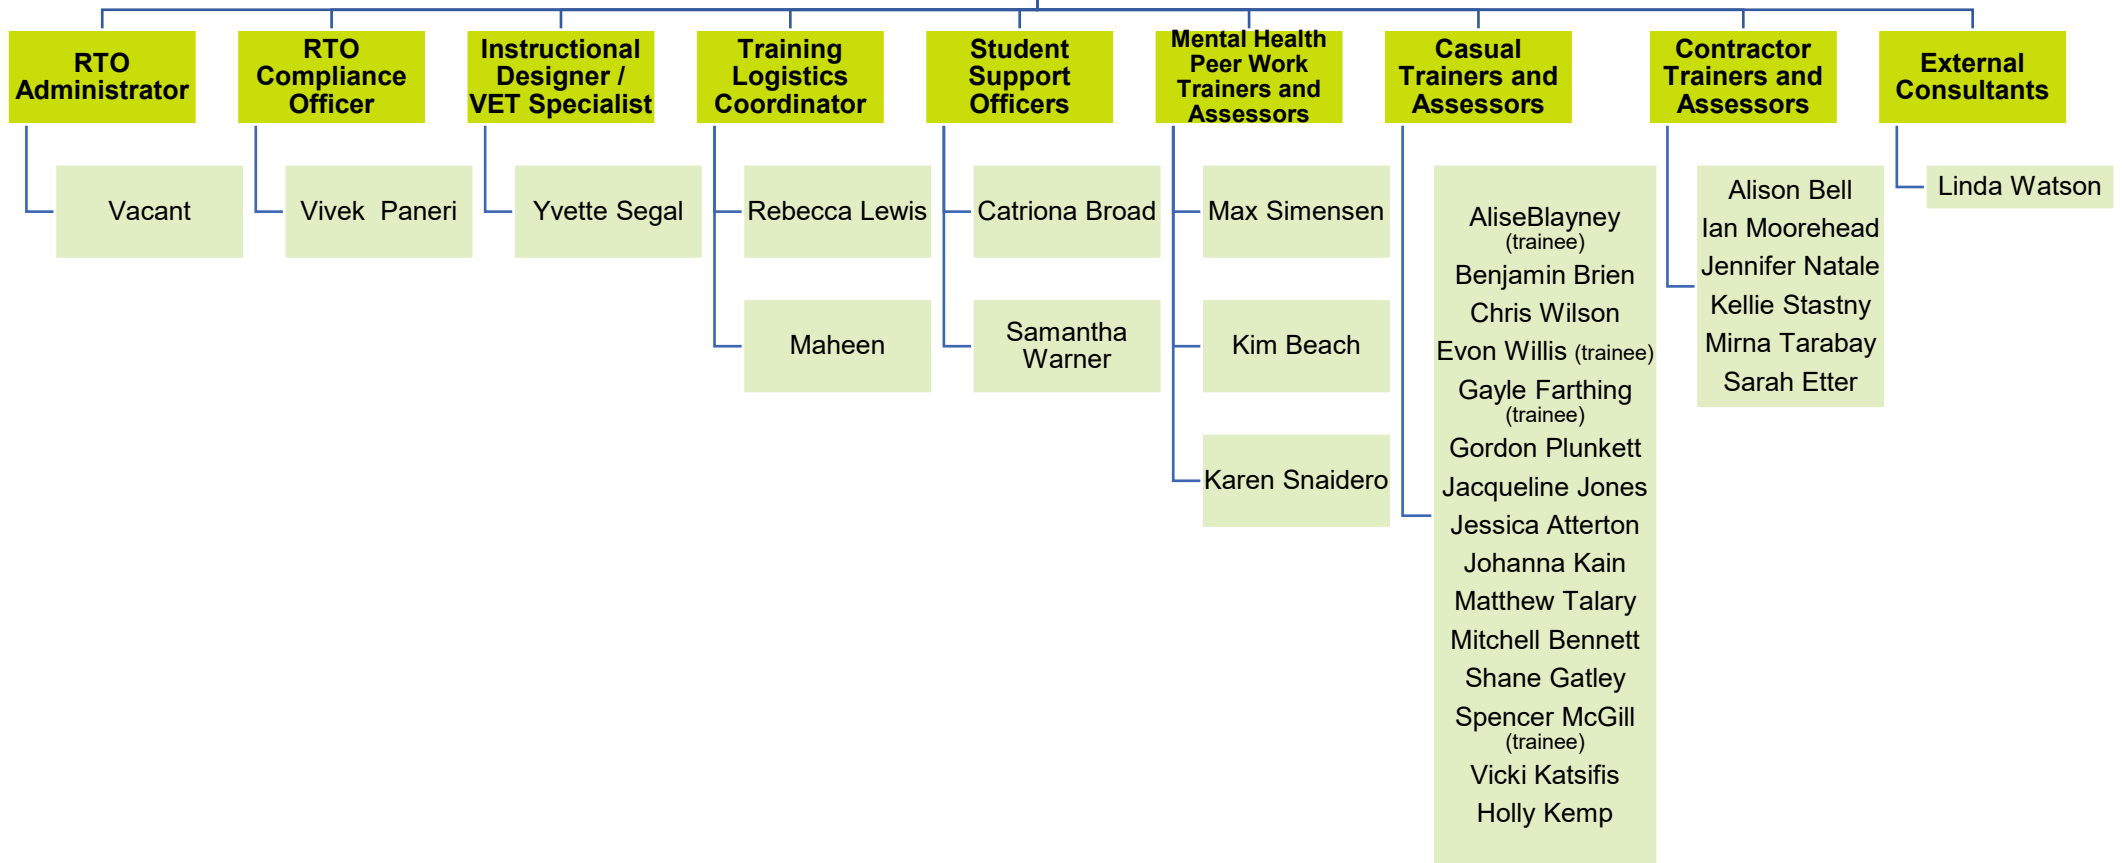 RTO
Administrator
RTO
Compliance
Officer
Instructional
Designer /
VET Specialist
Training
Logistics
Coordinator
Student
Support
Officers
Mental Health
Peer Work
Trainers and
Assessors
Casual
Trainers and
Assessors
Contractor
Trainers and
Assessors
External
Consultants
Vacant
Vivek  Paneri
Yvette Segal
Rebecca Lewis
Maheen
Catriona Broad
Samantha
Warner
Max Simensen
Kim Beach
Karen Snaidero
AliseBlayney
(trainee)
Benjamin Brien
Chris Wilson
Evon Willis (trainee)
Gayle Farthing
(trainee)
Gordon Plunkett
Jacqueline Jones
Jessica Atterton
Johanna Kain
Matthew Talary
Mitchell Bennett
Shane Gatley
Spencer McGill
(trainee)
Vicki Katsifis
Holly Kemp
Alison Bell
Ian Moorehead
Jennifer Natale
Kellie Stastny
Mirna Tarabay
Sarah Etter
Linda Watson